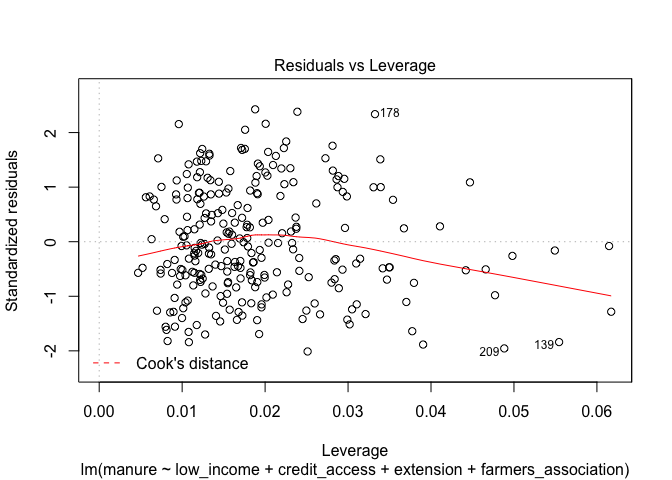 Residuals vs Leverage
Standardized residuals
2
1
0
-1
-2
178
139
209
Cook's distance
0.00 0.01 0.02 0.03 0.04 0.05 0.06
Leverage
lm(manure ~ low_income + credit_access + extension + farmers_association)